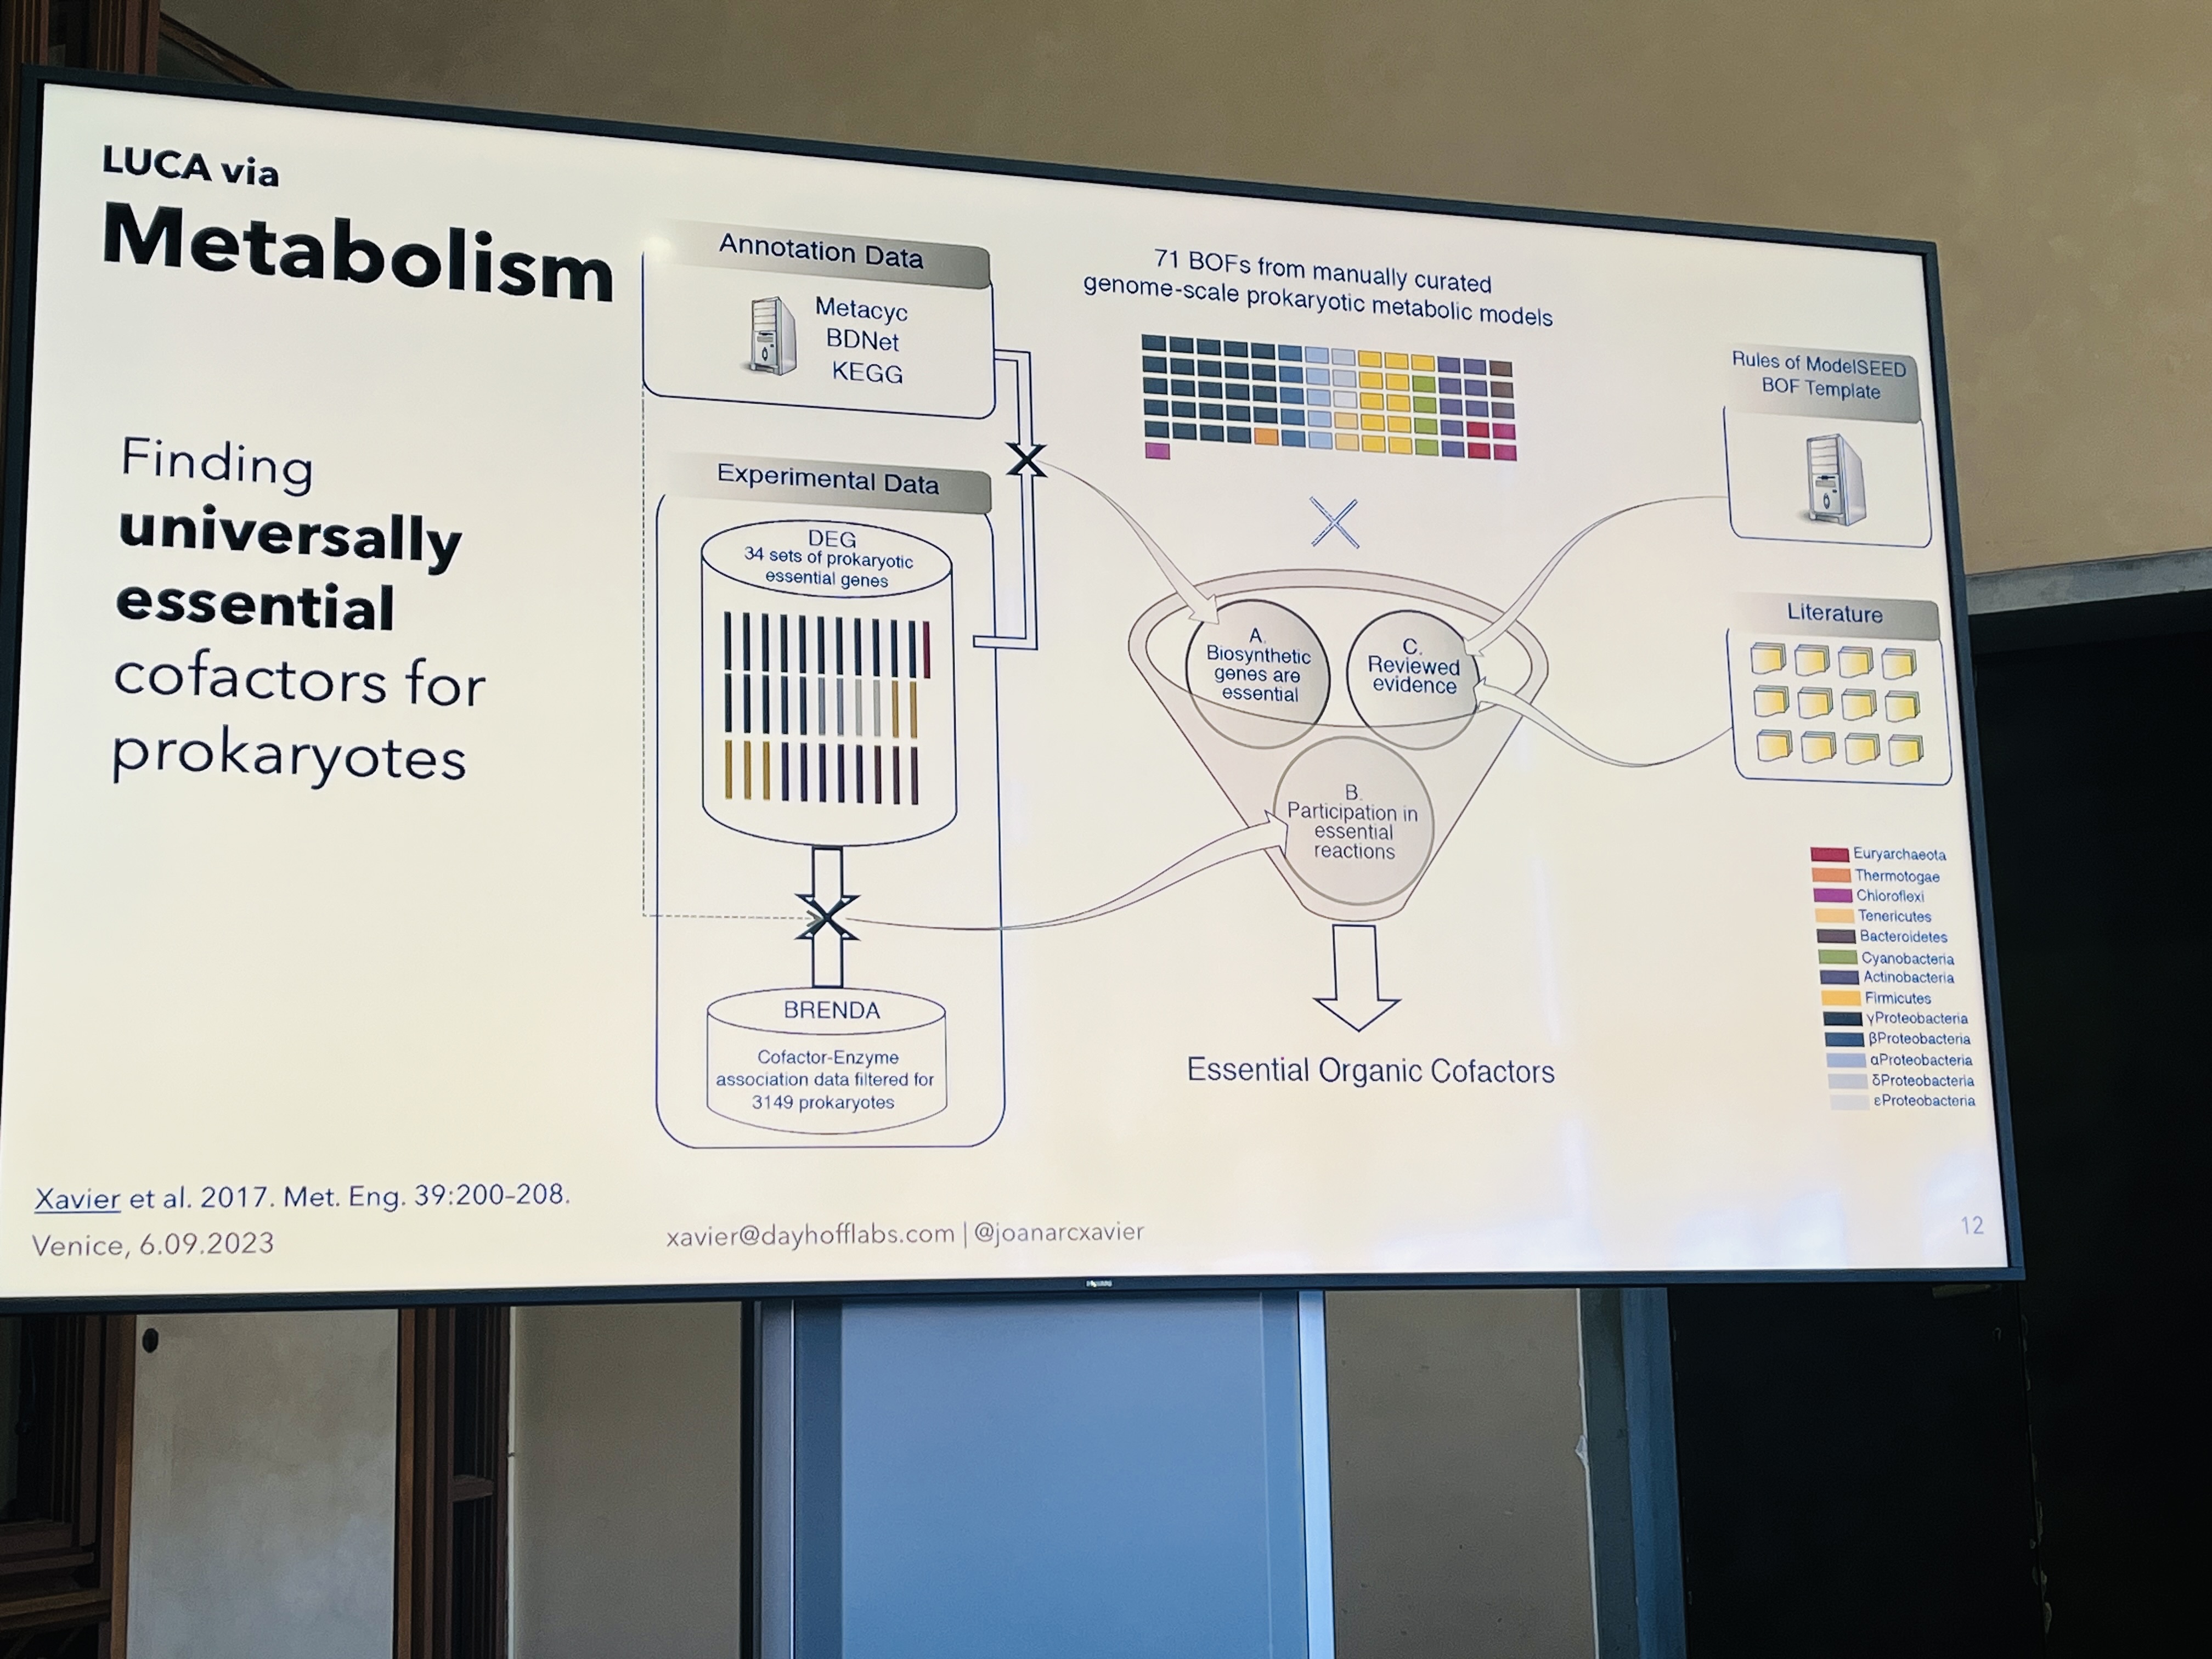 LUCA via
Metabolism
Finding
universally
essential
cofactors for
prokaryotes
Annotation Data
Metacyc
BDNet
KEGG
Experimental Data
DEG
34 sets of prokaryotic
essential genes
BRENDA
Cofactor-Enzyme
association data filtered for
3149 prokaryotes
71 BOFs from manually curated
genome-scale prokaryotic metabolic models
A.
Biosynthetic
genes are
essential
C.
Reviewed
evidence
B.
Participation in
essential
reactions
Essential Organic Cofactors
Rules of ModelSEED
BOF Template
Literature
Euryarchaeota
Thermotogae
Chloroflexi
Tenericutes
Bacteroidetes
Cyanobacteria
Actinobacteria
Firmicutes
γProteobacteria
βProteobacteria
αProteobacteria
δProteobacteria
εProteobacteria
Xavier et al. 2017. Met. Eng. 39:200-208.
Venice, 6.09.2023
xavier@dayhofflabs.com | @joanarcxavier
12